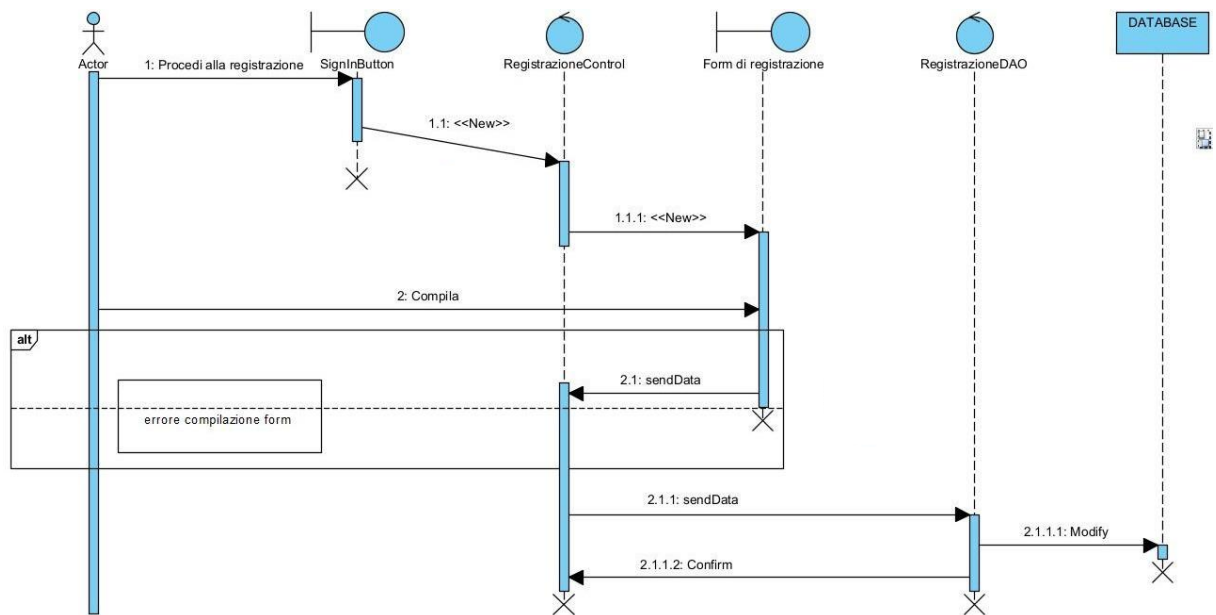 DATABASE
Actor
SignInButton
RegistrazioneControl
Form di registrazione
RegistrazioneDAO
1: Procedi alla registrazione
1.1: <<New>>
1.1.1: <<New>>
2: Compila
alt
2.1: sendData
errore compilazione form
2.1.1: sendData
2.1.1.1: Modify
2.1.1.2: Confirm